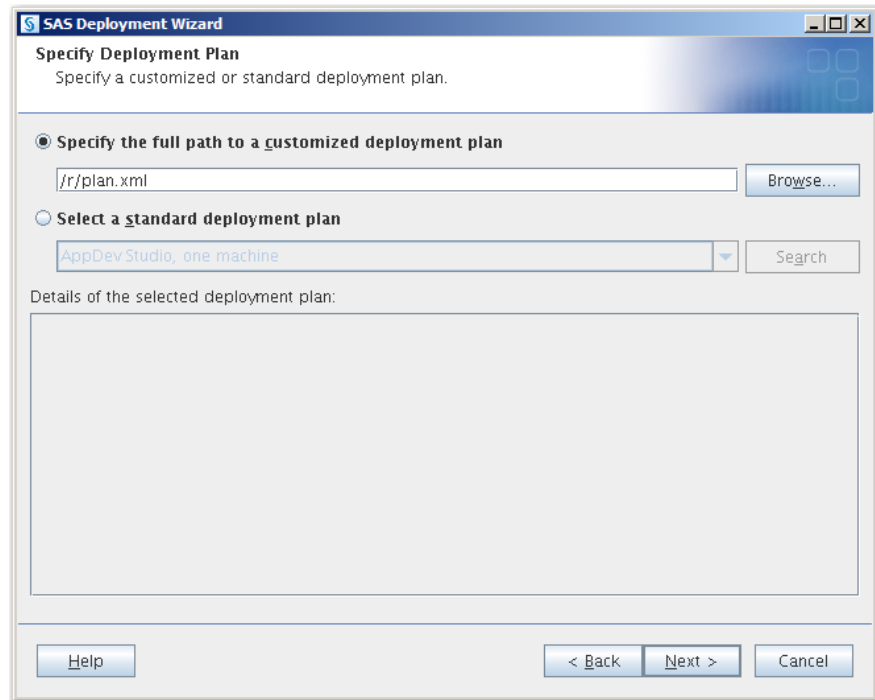 SAS Deployment Wizard
Specify Deployment Plan
Specify a customized or standard deployment plan.
Specify the full path to a customized deployment plan
/r/plan.xml
Browse...
Select a standard deployment plan
AppDev Studio, one machine
Search
Details of the selected deployment plan:
Help
< Back
Next >
Cancel